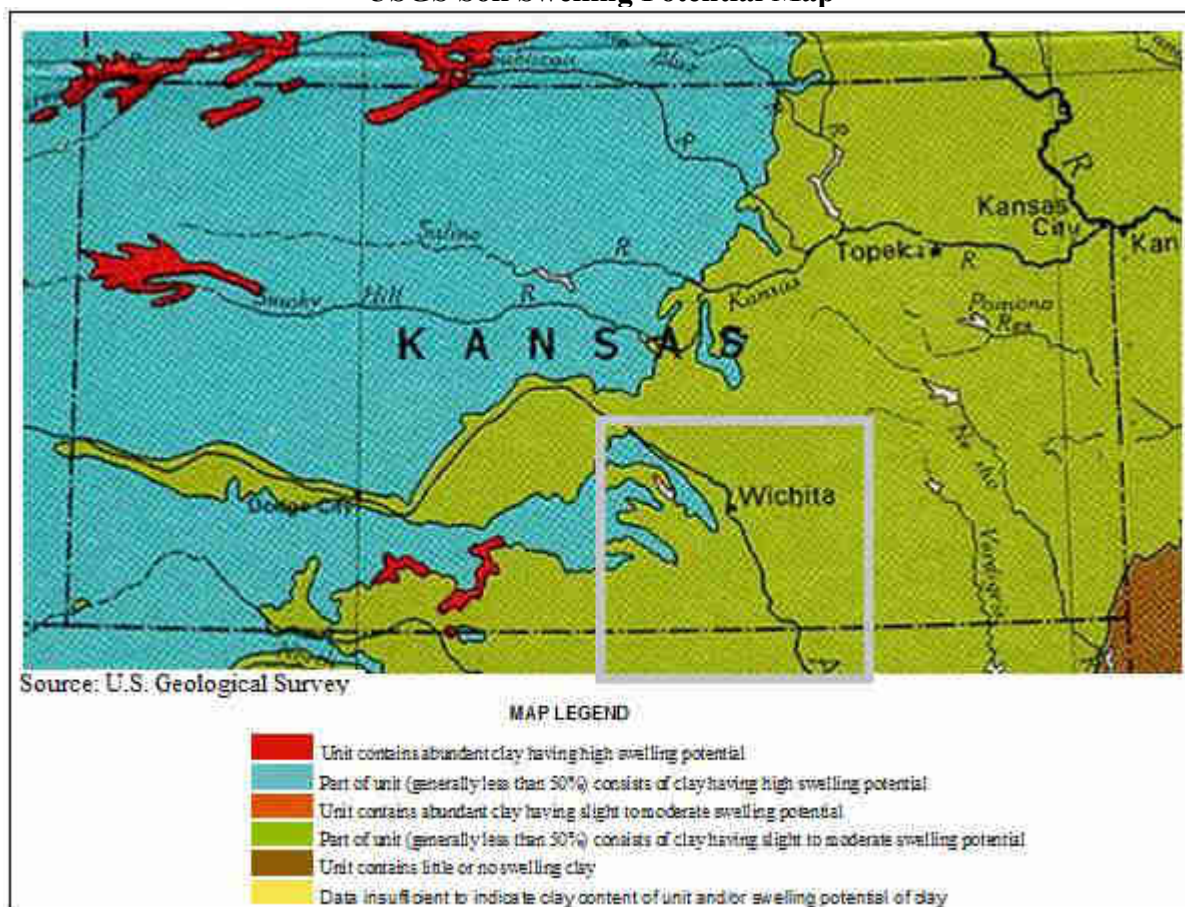 USGS Soil Swelling Potential Map
Kansas
City
Kan
Topeka
R
R
Saline
R
Kansas
Pomona
Res
Smoky Hill R
KANSAS
Wichita
Dodge City
Verdigris
Source: U.S. Geological Survey
MAP LEGEND
Unit contains abundant clay having high swelling potential
Part of unit (generally less than 50%) consists of clay having high swelling potential
Unit contains abundant clay having slight to moderate swelling potential
Part of unit (generally less than 50%) consists of clay having slight to moderate swelling potential
Unit contains little or no swelling clay
Data insufficient to indicate clay content of unit and/or swelling potential of clay